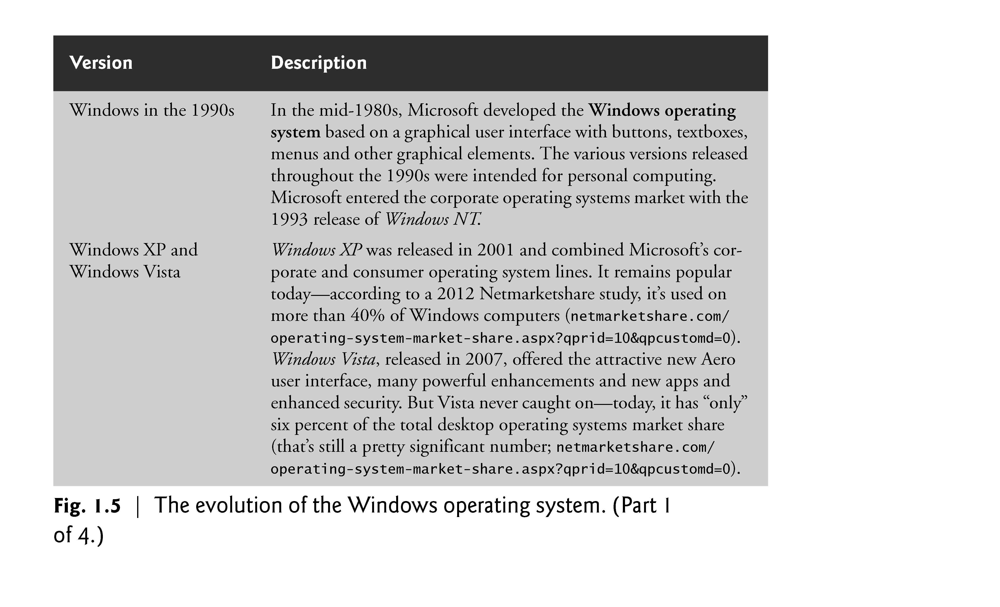 Version Description
Windows in the 1990s In the mid-1980s, Microsoft developed the Windows operating
system based on a graphical user interface with buttons, textboxes,
menus and other graphical elements. The various versions released
throughout the 1990s were intended for personal computing.
Microsoft entered the corporate operating systems market with the
1993 release of Windows NT.
Windows XP and
Windows Vista
Windows XP was released in 2001 and combined Microsoft’s cor-
porate and consumer operating system lines. It remains popular
today—according to a 2012 Netmarketshare study, it’s used on
more than 40% of Windows computers (netmarketshare.com/
operating-system-market-share.aspx?qprid=10&qpcustomd=0).
Windows Vista, released in 2007, offered the attractive new Aero
user interface, many powerful enhancements and new apps and
enhanced security. But Vista never caught on—today, it has “only”
six percent of the total desktop operating systems market share
(that’s still a pretty significant number; netmarketshare.com/
operating-system-market-share.aspx?qprid=10&qpcustomd=0).
Fig. 1.5 | The evolution of the Windows operating system. (Part 1
of 4.)